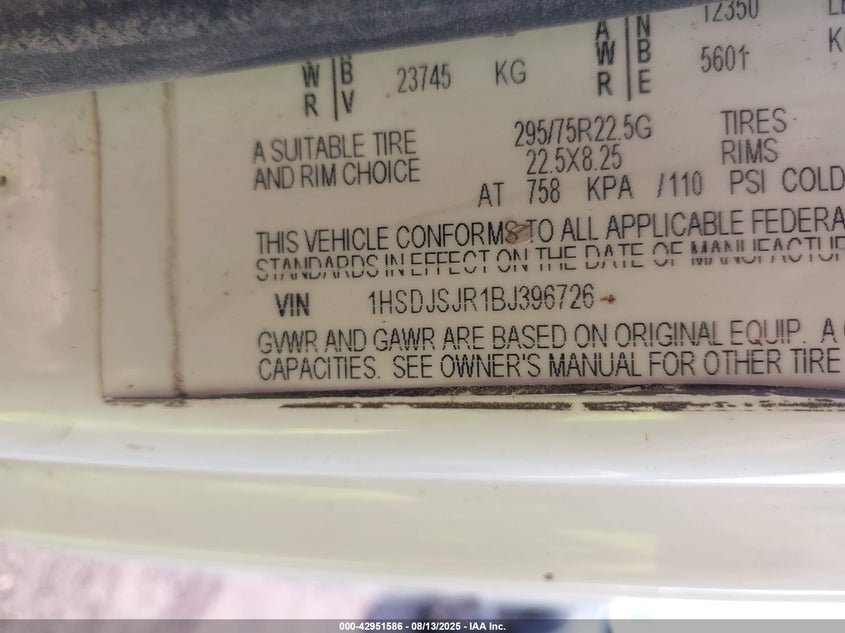 12350
W B 23745 KG A N
R V W B 5601 K
R E
A SUITABLE TIRE 295/75R22.5G TIRES
AND RIM CHOICE 22.5X8.25 RIMS
AT 758 KPA /110 PSI COLD
THIS VEHICLE CONFORMS TO ALL APPLICABLE FEDERA
STANDARDS IN EFFECT ON THE DATE OF MANUFACTUR
VIN 1HSDJSJR1BJ396726
GVWR AND GAWR ARE BASED ON ORIGINAL EQUIP. A
CAPACITIES. SEE OWNER'S MANUAL FOR OTHER TIRE
000-42951586 - 08/13/2025 - IAA Inc.